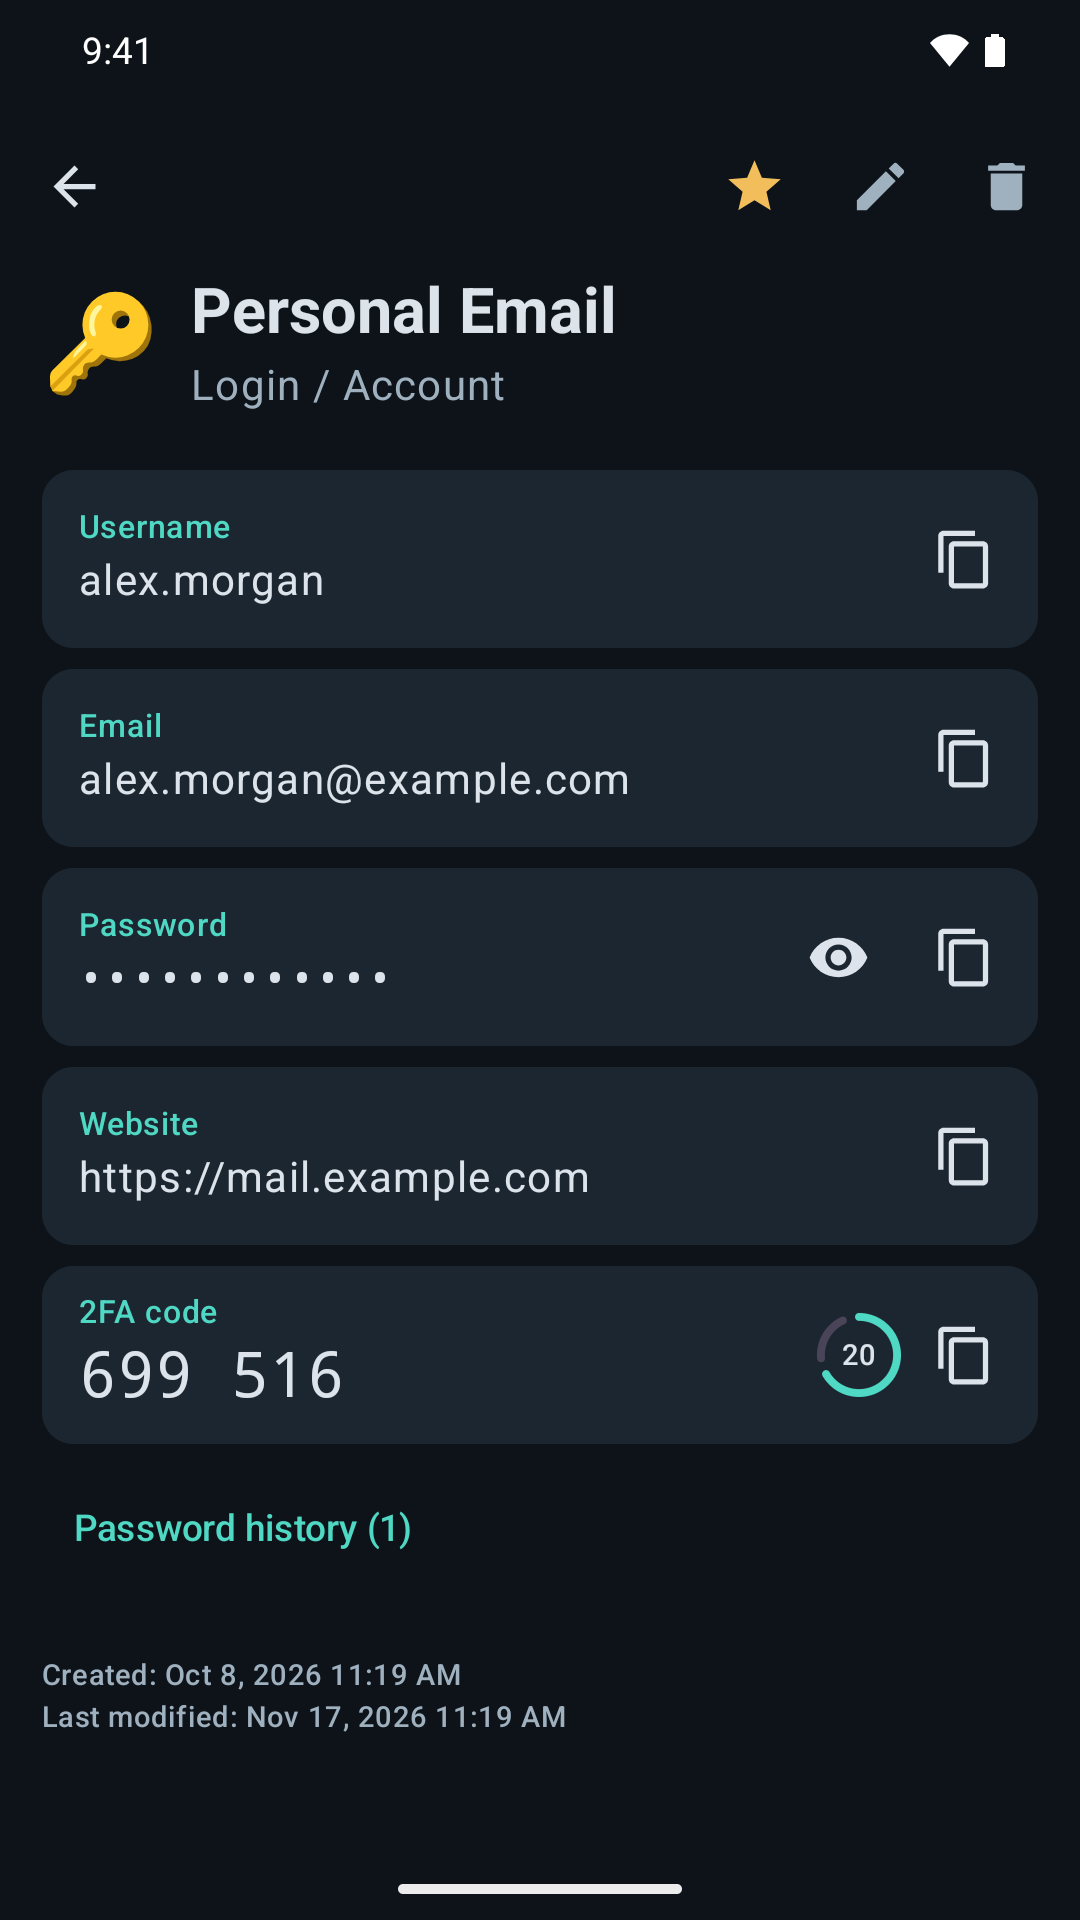 9:41
Personal Email
Login / Account
Username
alex.morgan
Email
alex.morgan@example.com
Password
••••••••••••
Website
https://mail.example.com
2FA code
699 516
20
Password history (1)
Created: Oct 8, 2026 11:19 AM
Last modified: Nov 17, 2026 11:19 AM